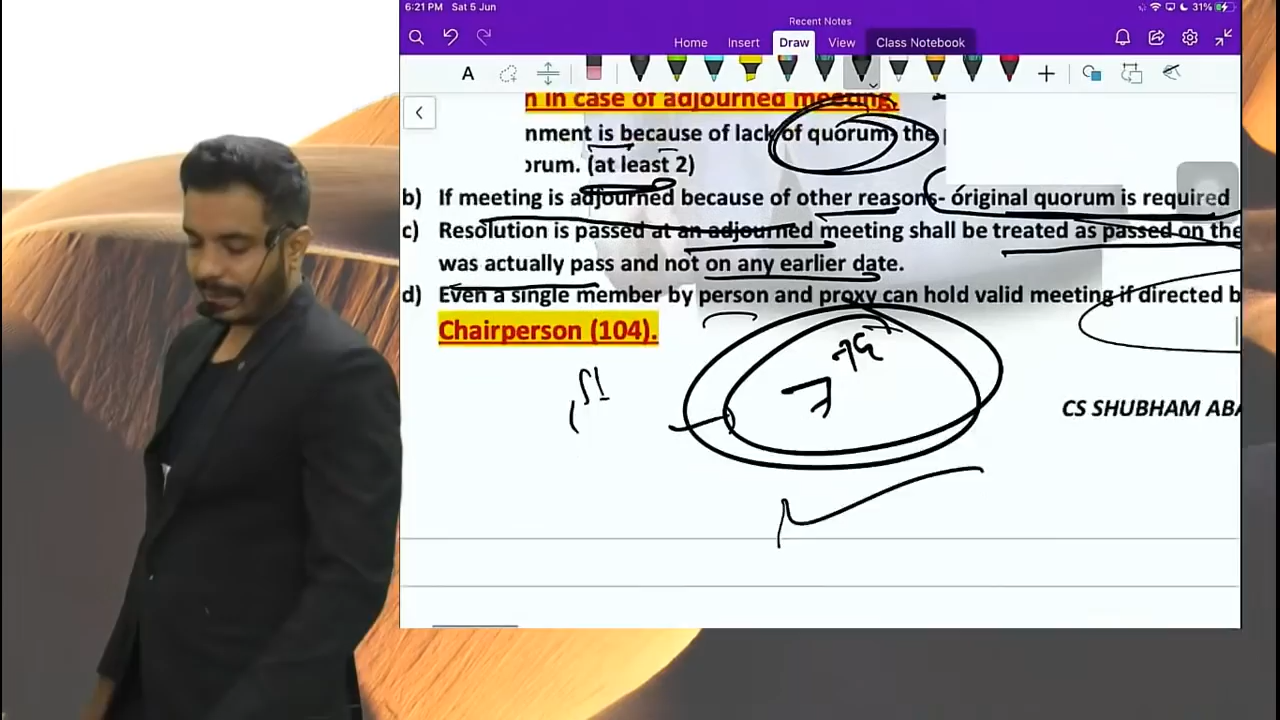 6:21 PM Sat 5 Jun
31%
Recent Notes
Home Insert Draw View Class Notebook
A
n in case of adjourned meeting.
nment is because of lack of quorum, the
orum. (at least 2)
b) If meeting is adjourned because of other reasons- original quorum is required
c) Resolution is passed at an adjourned meeting shall be treated as passed on the
was actually pass and not on any earlier date.
d) Even a single member by person and proxy can hold valid meeting if directed b
Chairperson (104).
CS SHUBHAM ABA